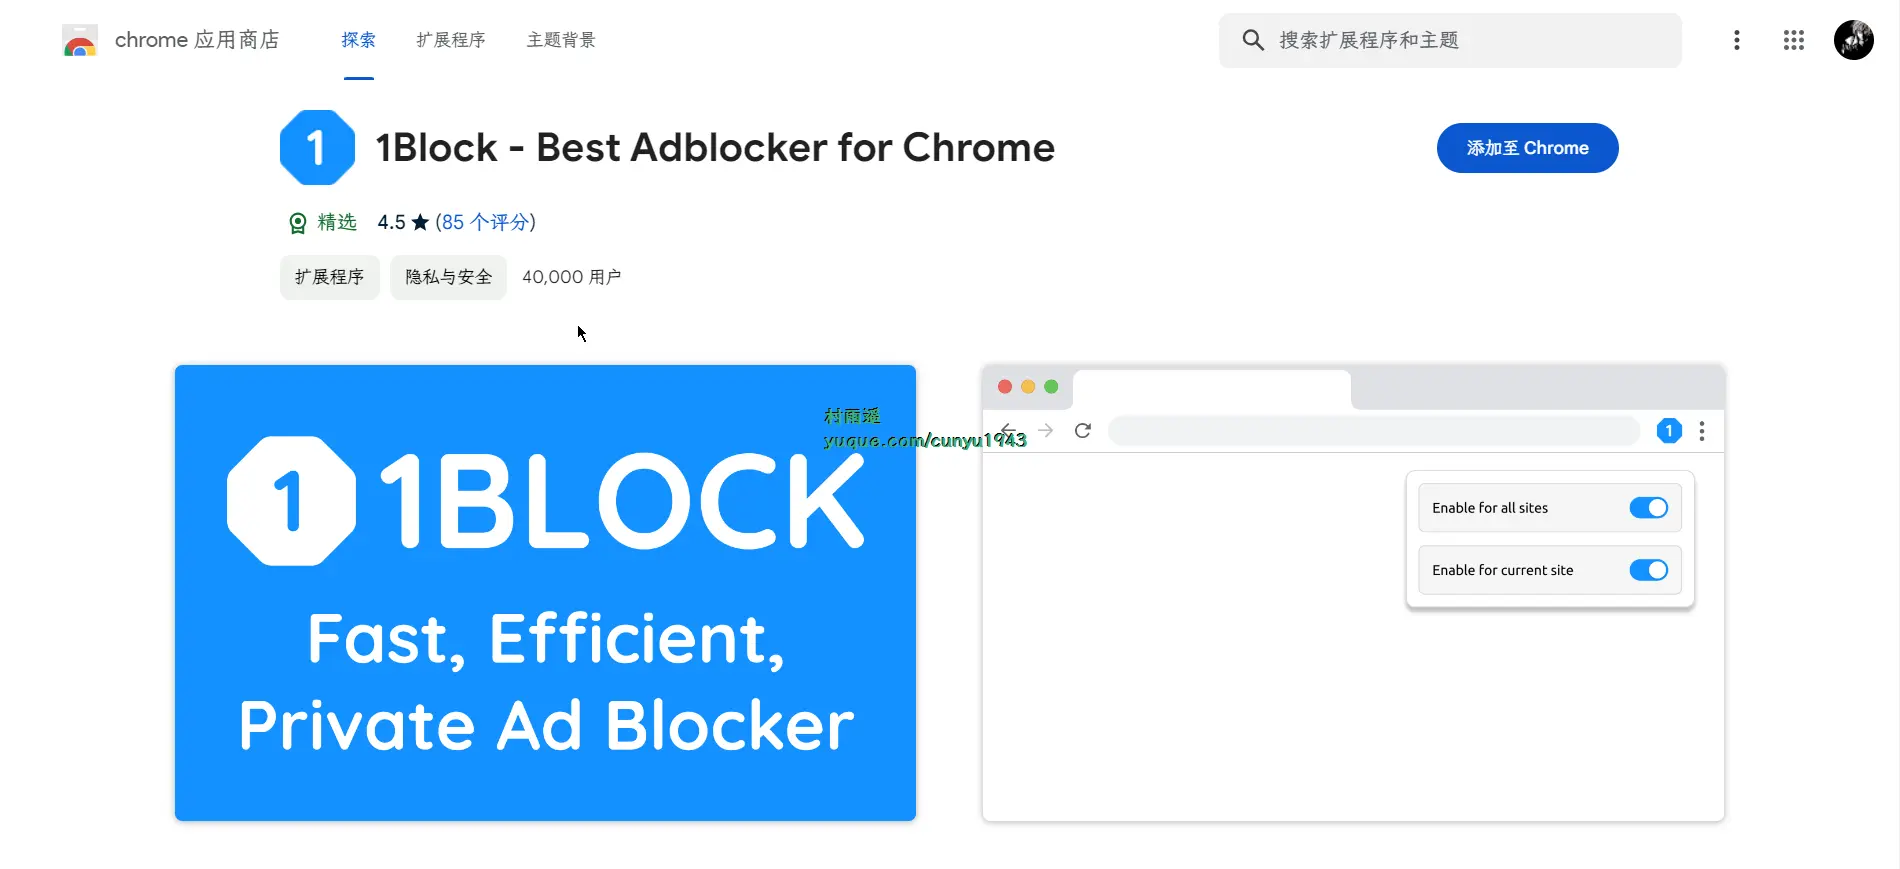 chrome 应用商店
探索
扩展程序
主题背景
搜索扩展程序和主题
1
1Block - Best Adblocker for Chrome
添加至 Chrome
精选
4.5 ★ (85 个评分)
扩展程序
隐私与安全
40,000 用户
村雨遥
yuque.com/cunyu1943
1
1BLOCK
Fast, Efficient,
Private Ad Blocker
1
Enable for all sites
Enable for current site